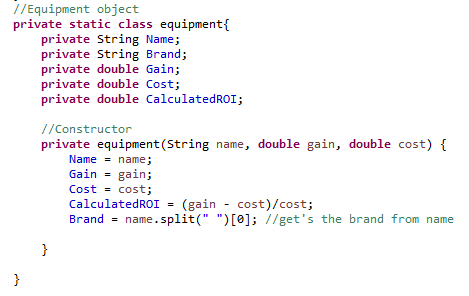 //Equipment object
private static class equipment{
    private String Name;
    private String Brand;
    private double Gain;
    private double Cost;
    private double CalculatedROI;

    //Constructor
    private equipment(String name, double gain, double cost) {
        Name = name;
        Gain = gain;
        Cost = cost;
        CalculatedROI = (gain - cost)/cost;
        Brand = name.split(" ")[0]; //get's the brand from name

    }

}